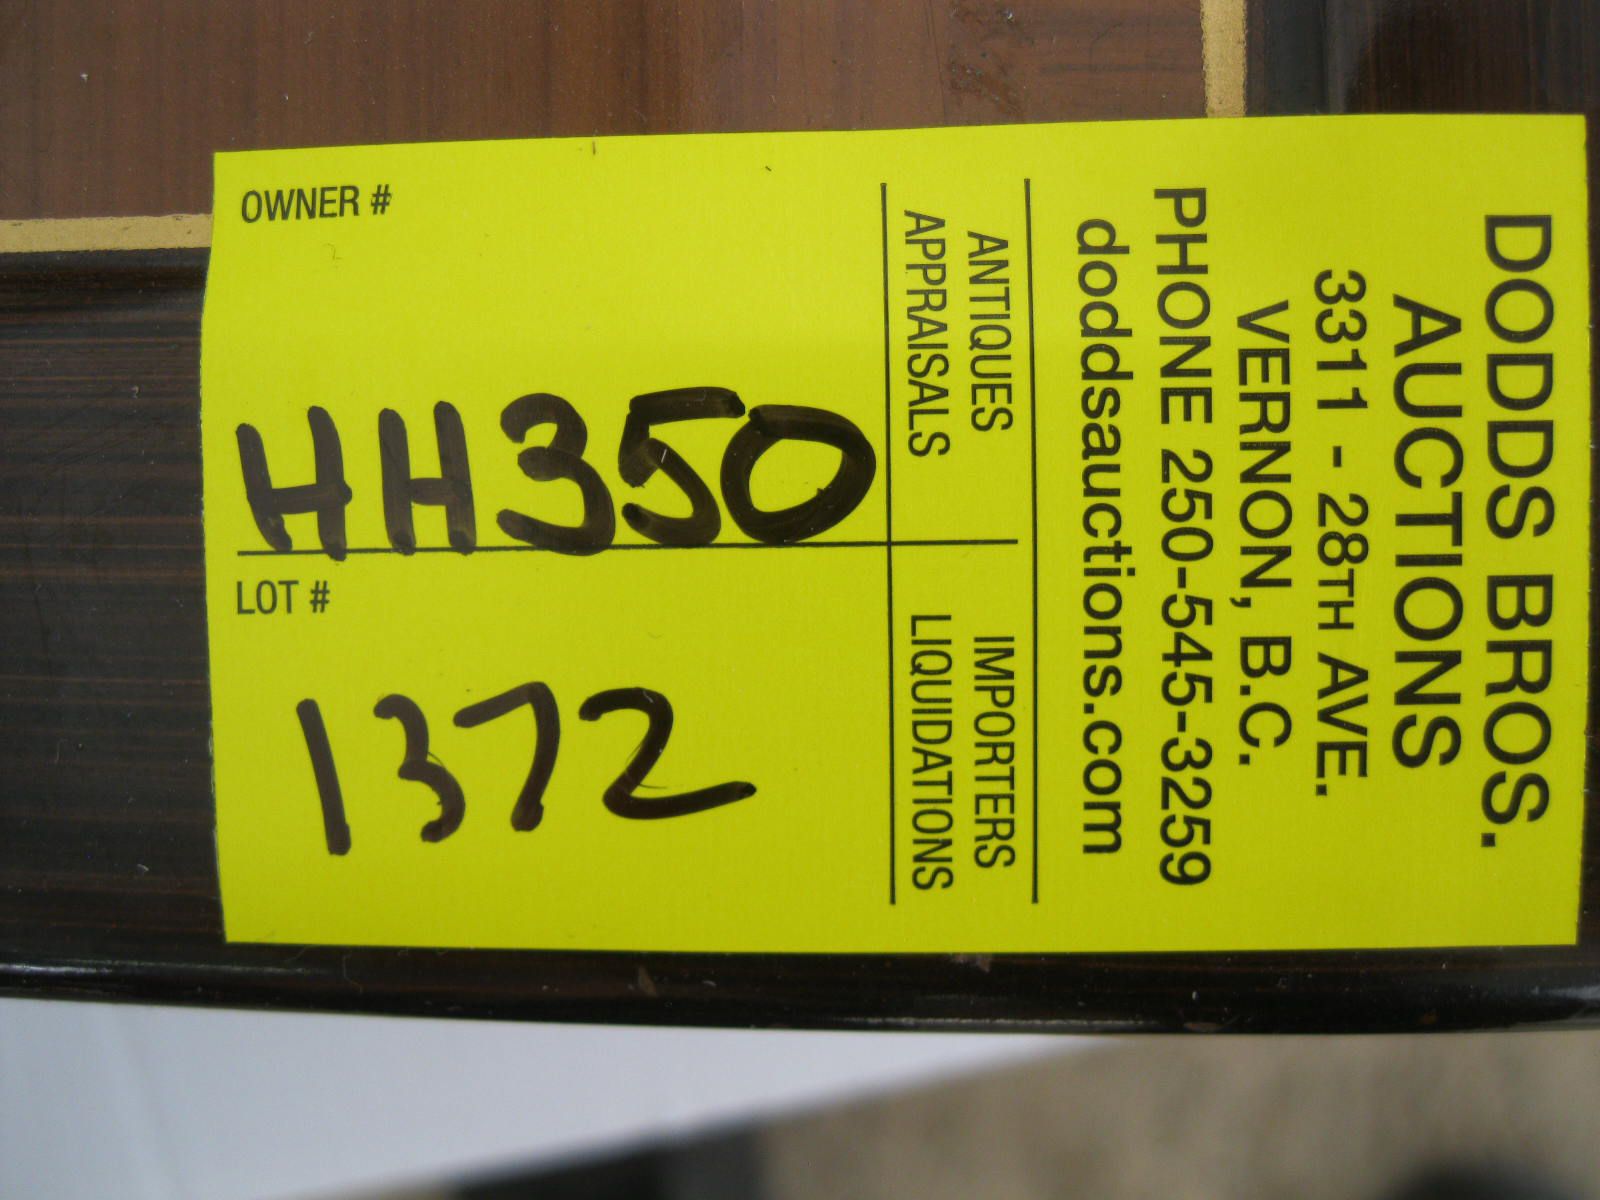 DODDS BROS.
AUCTIONS
3311 - 28TH AVE.
VERNON, B.C.
PHONE 250-545-3259
doddsauctions.com
ANTIQUES IMPORTERS
APPRAISALS LIQUIDATIONS
OWNER #
HH350
LOT #
1372